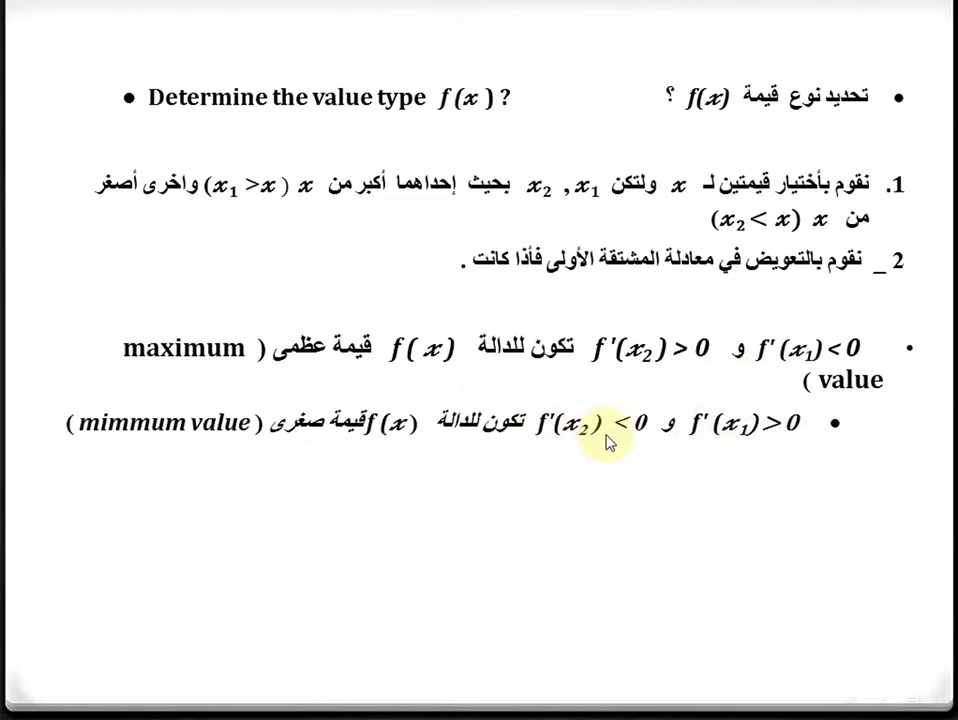 • Determine the value type f (x ) ?
• تحديد نوع قيمة f(x) ؟
1. نقوم بأختيار قيمتين لـ x ولتكن x₂ , x₁ بحيث إحداهما أكبر من x ( x₁ >x) واخرى أصغر
من x (x₂ < x)
2 _ نقوم بالتعويض في معادلة المشتقة الأولى فأذا كانت .
• f' (x₁) < 0 و f '(x₂ ) > 0 تكون للدالة f ( x ) قيمة عظمى ( maximum
value )
• f' (x₁) > 0 و f'(x₂ ) < 0 تكون للدالة f (x ) قيمة صغرى ( mimmum value )